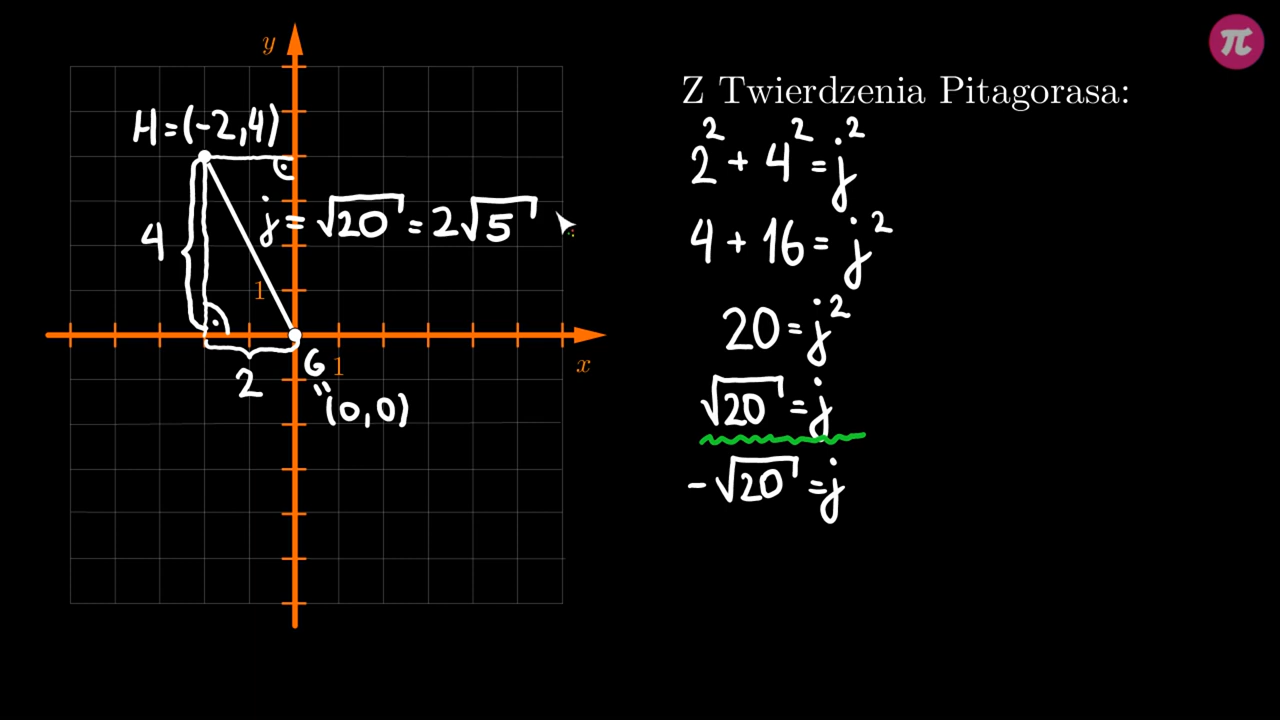 y
H=(-2,4)
j = √20 = 2√5
4
1
x
2
G 1
"(0,0)
π
Z Twierdzenia Pitagorasa:
2² + 4² = j²
4 + 16 = j²
20 = j²
√20 = j
-√20 = j